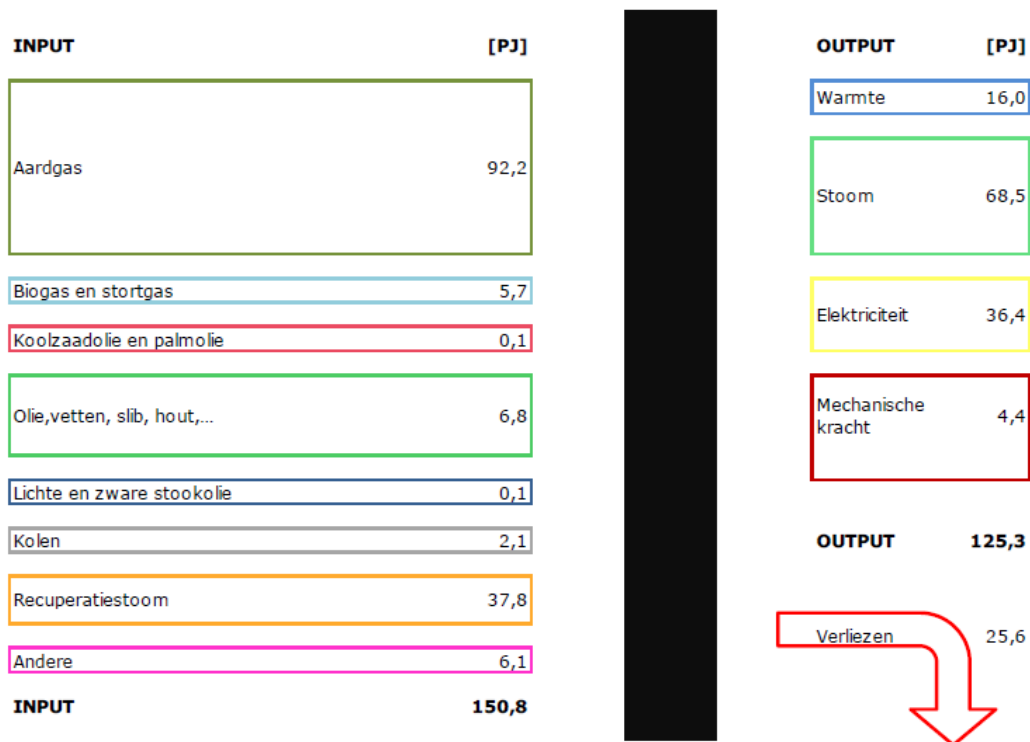 INPUT [PJ]
Aardgas 92,2
Biogas en stortgas 5,7
Koolzaadolie en palmolie 0,1
Olie,vetten, slib, hout,... 6,8
Lichte en zware stookolie 0,1
Kolen 2,1
Recuperatiestoom 37,8
Andere 6,1
INPUT 150,8
OUTPUT [PJ]
Warmte 16,0
Stoom 68,5
Elektriciteit 36,4
Mechanische
kracht 4,4
OUTPUT 125,3
Verliezen 25,6